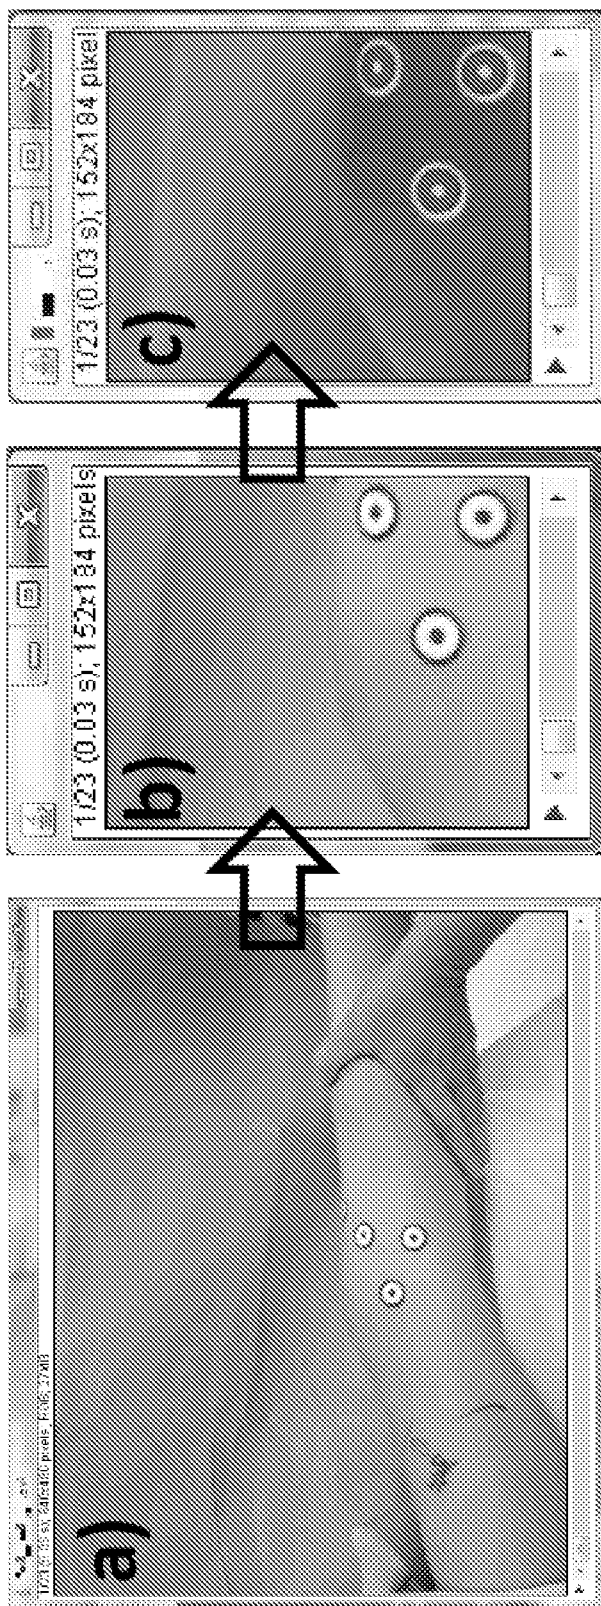 a)
b)
1/23 (0.03 s); 152x184 pixels
c)
1/23 (0.03 s); 152x184 pixel